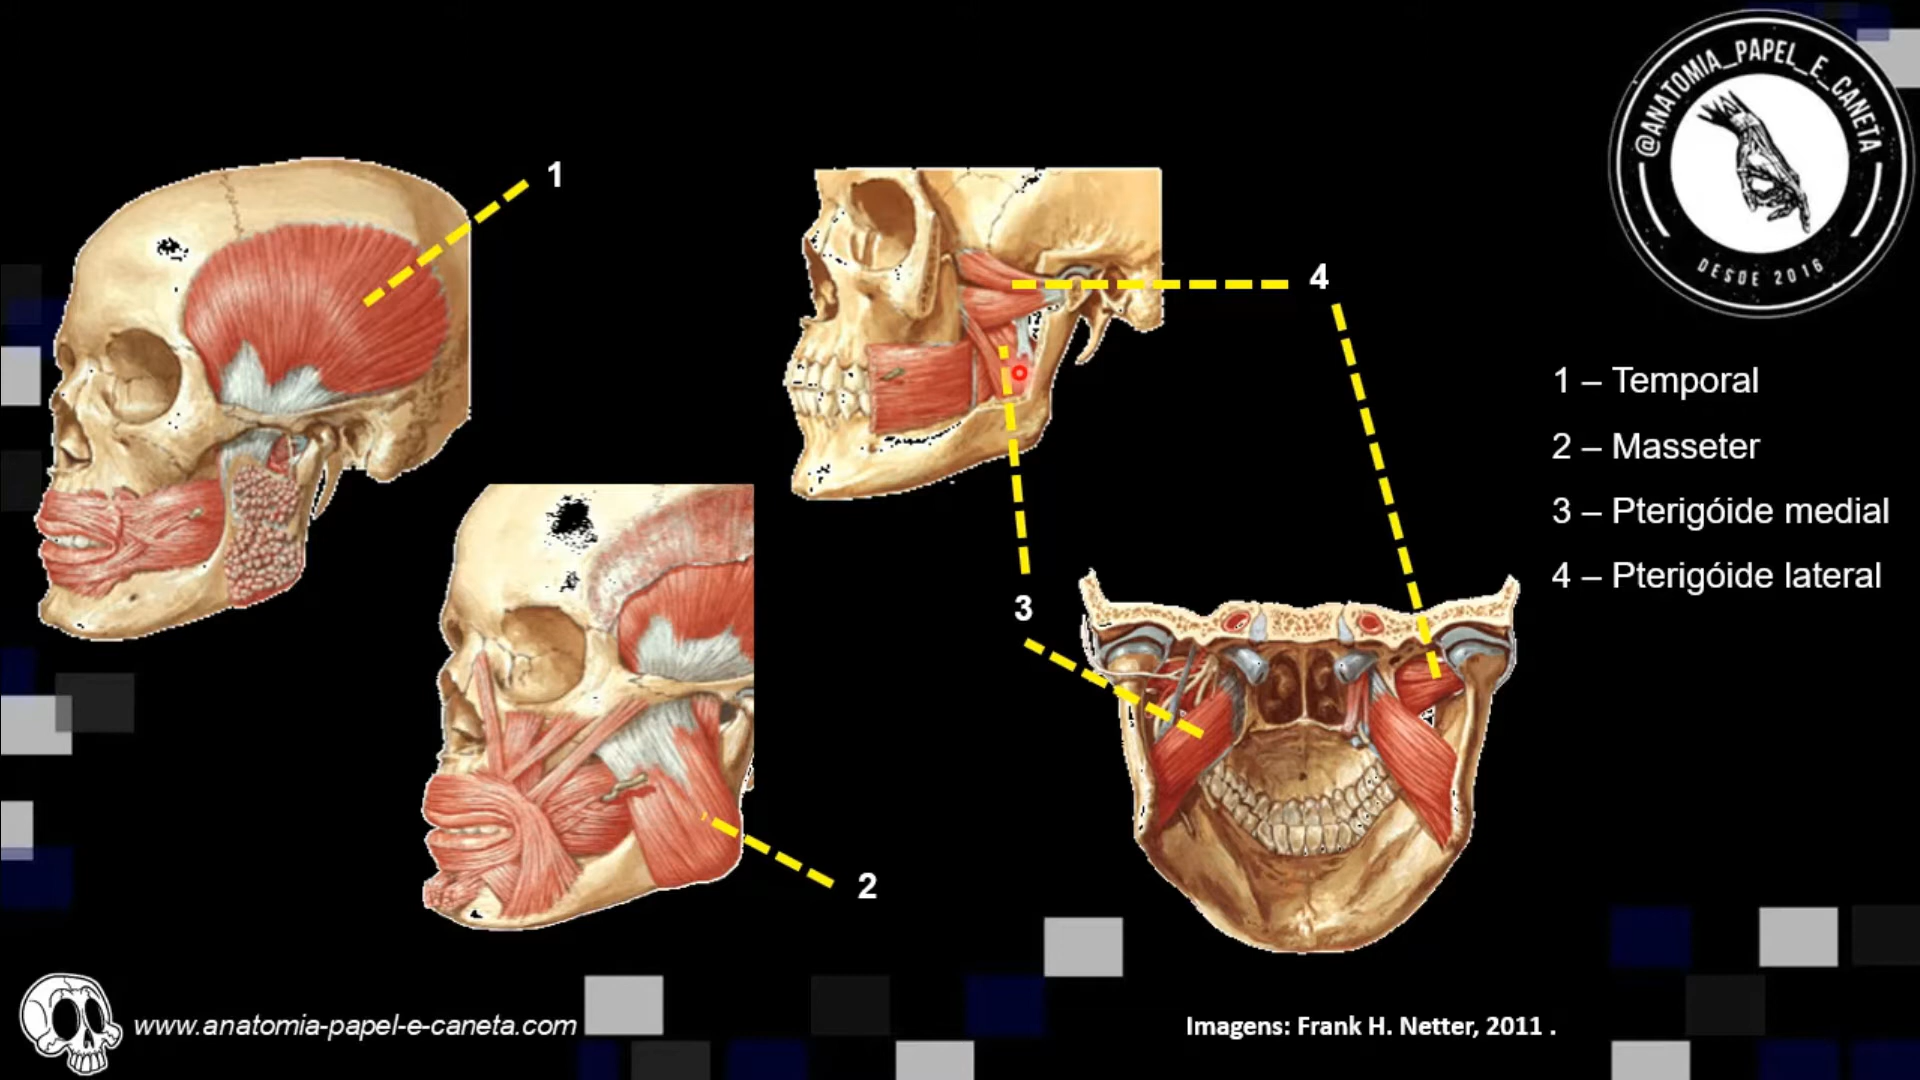 @ANATOMIA_PAPEL_E_CANETA
DESDE 2016
1
4
1 – Temporal
2 – Masseter
3 – Pterigóide medial
4 – Pterigóide lateral
3
2
www.anatomia-papel-e-caneta.com
Imagens: Frank H. Netter, 2011 .